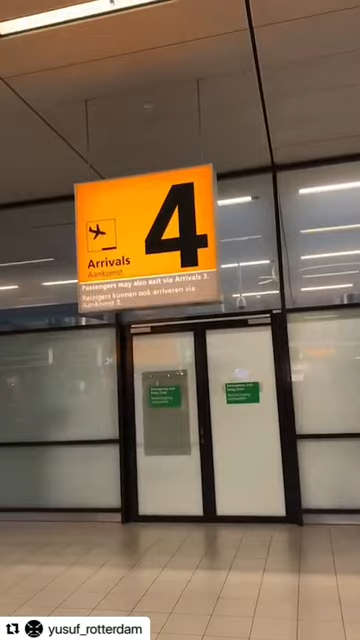 4
Arrivals
Aankomst
Passengers may also exit via Arrivals 3.
Reizigers kunnen ook arriveren via
Aankomst 3.
yusuf_rotterdam